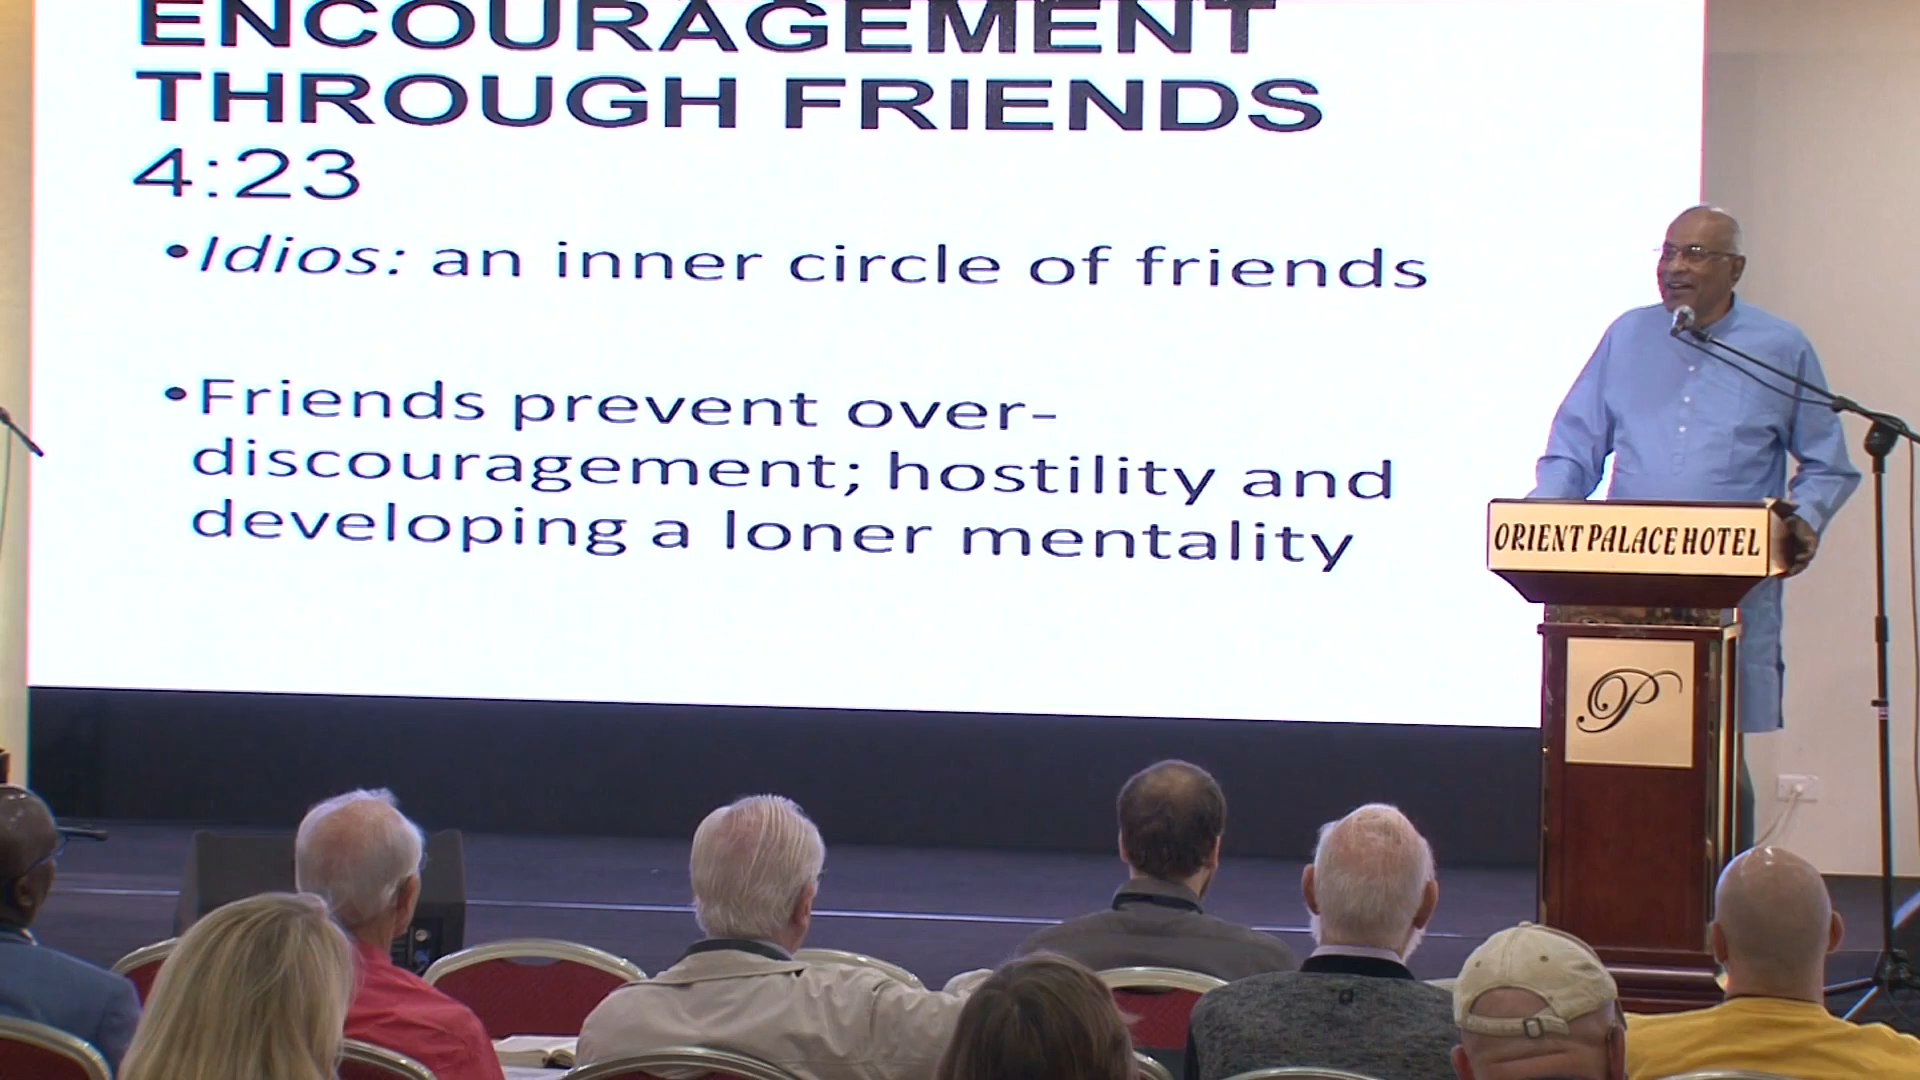 ENCOURAGEMENT
THROUGH FRIENDS
4:23
•Idios: an inner circle of friends
•Friends prevent over-
discouragement; hostility and
developing a loner mentality
ORIENT PALACE HOTEL
P